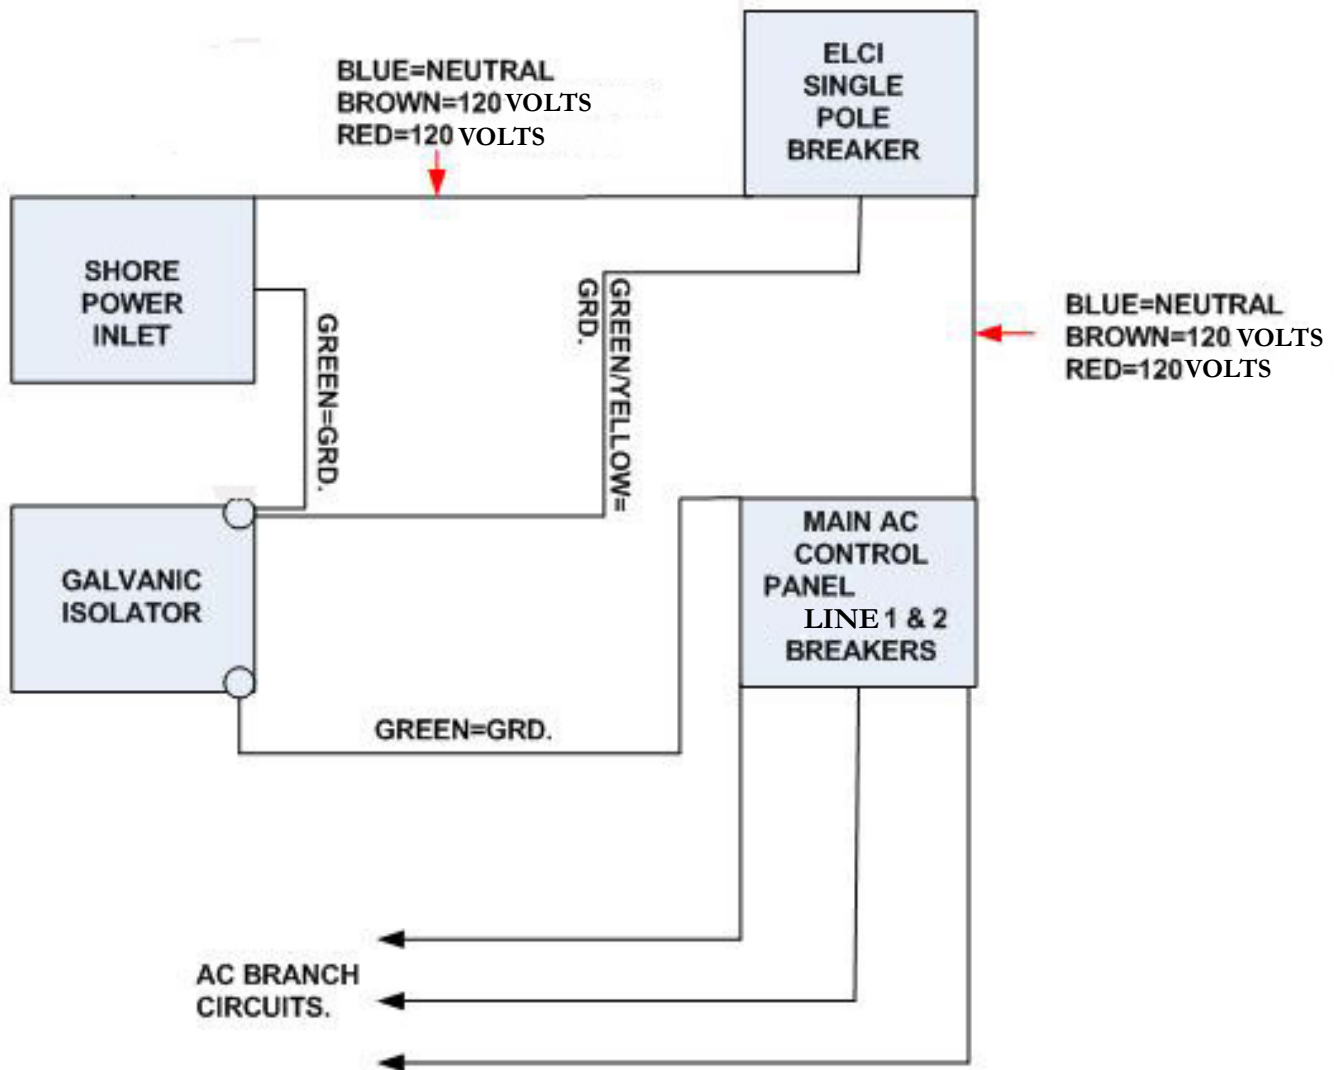 BLUE=NEUTRAL
BROWN=120 VOLTS
RED=120 VOLTS
ELCI
SINGLE
POLE
BREAKER
SHORE
POWER
INLET
GREEN=GRD.
GREEN/YELLOW=
GRD.
BLUE=NEUTRAL
BROWN=120 VOLTS
RED=120 VOLTS
GALVANIC
ISOLATOR
MAIN AC
CONTROL
PANEL
LINE 1 & 2
BREAKERS
GREEN=GRD.
AC BRANCH
CIRCUITS.